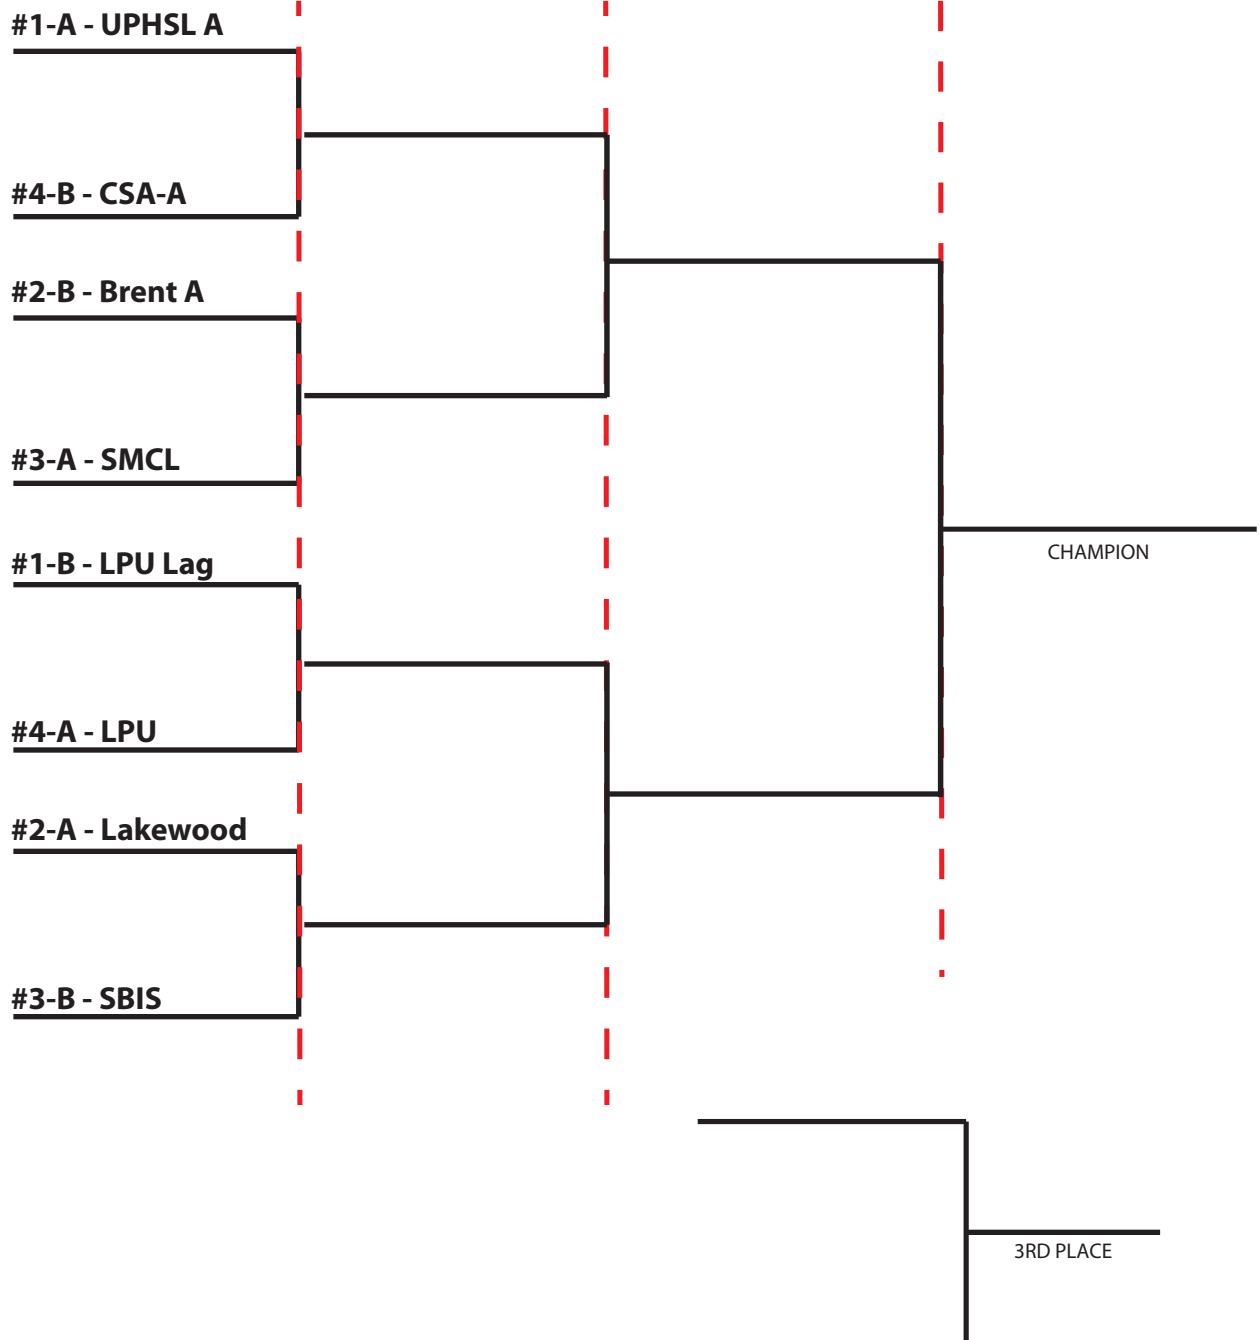 #1-A - UPHSL A
#4-B - CSA-A
#2-B - Brent A
#3-A - SMCL
#1-B - LPU Lag
CHAMPION
#4-A - LPU
#2-A - Lakewood
#3-B - SBIS
3RD PLACE